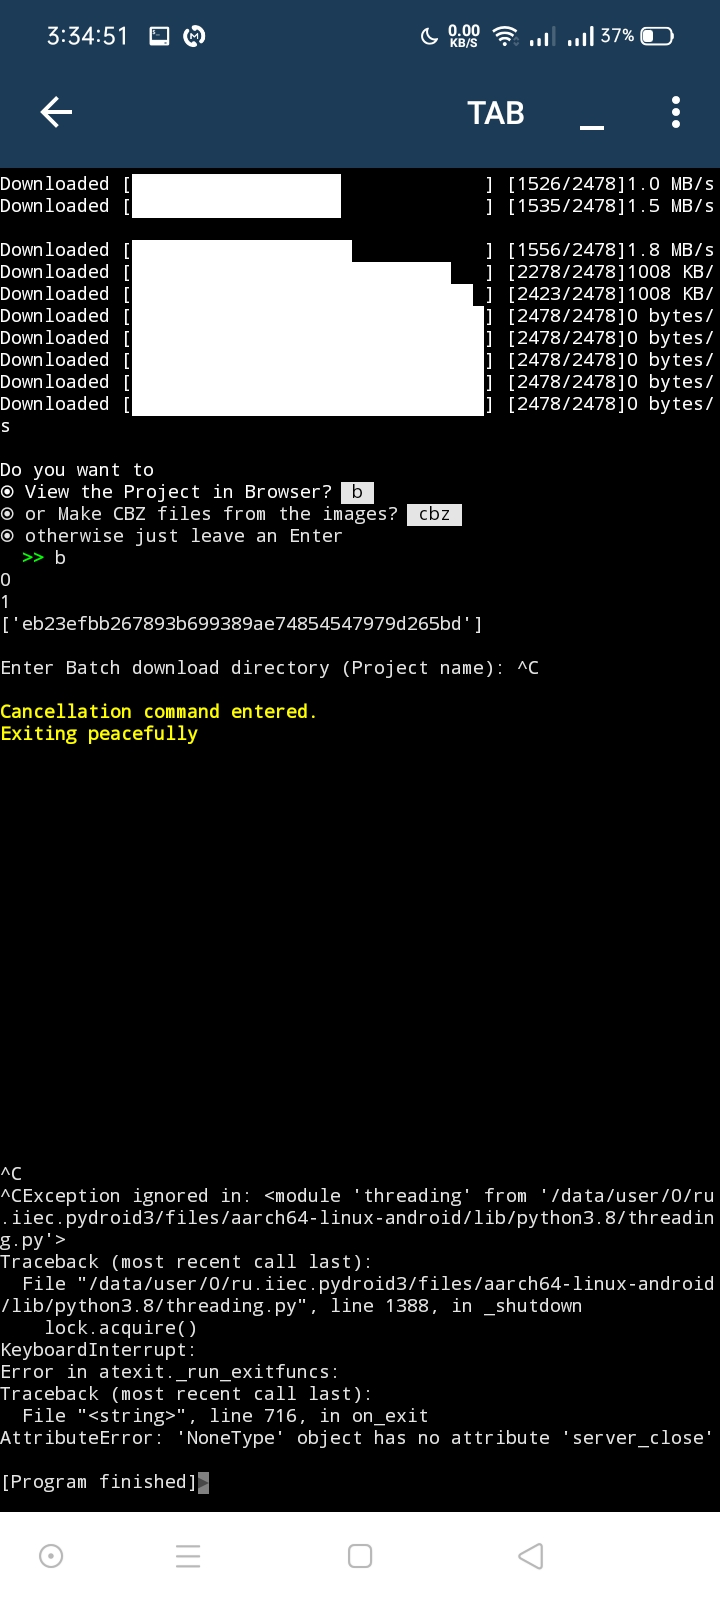 3:34:51 0.00 KB/S 37%
TAB
Downloaded [ ] [1526/2478]1.0 MB/s
Downloaded [ ] [1535/2478]1.5 MB/s
Downloaded [ ] [1556/2478]1.8 MB/s
Downloaded [ ] [2278/2478]1008 KB/
Downloaded [ ] [2423/2478]1008 KB/
Downloaded [ ] [2478/2478]0 bytes/
Downloaded [ ] [2478/2478]0 bytes/
Downloaded [ ] [2478/2478]0 bytes/
Downloaded [ ] [2478/2478]0 bytes/
Downloaded [ ] [2478/2478]0 bytes/
s
Do you want to
◉ View the Project in Browser? b
◉ or Make CBZ files from the images? cbz
◉ otherwise just leave an Enter
>> b
0
1
['eb23efbb267893b699389ae74854547979d265bd']
Enter Batch download directory (Project name): ^C
Cancellation command entered.
Exiting peacefully
^C
^CException ignored in: <module 'threading' from '/data/user/0/ru
.iiec.pydroid3/files/aarch64-linux-android/lib/python3.8/threadin
g.py'>
Traceback (most recent call last):
File "/data/user/0/ru.iiec.pydroid3/files/aarch64-linux-android
/lib/python3.8/threading.py", line 1388, in _shutdown
lock.acquire()
KeyboardInterrupt:
Error in atexit._run_exitfuncs:
Traceback (most recent call last):
File "<string>", line 716, in on_exit
AttributeError: 'NoneType' object has no attribute 'server_close'
[Program finished]